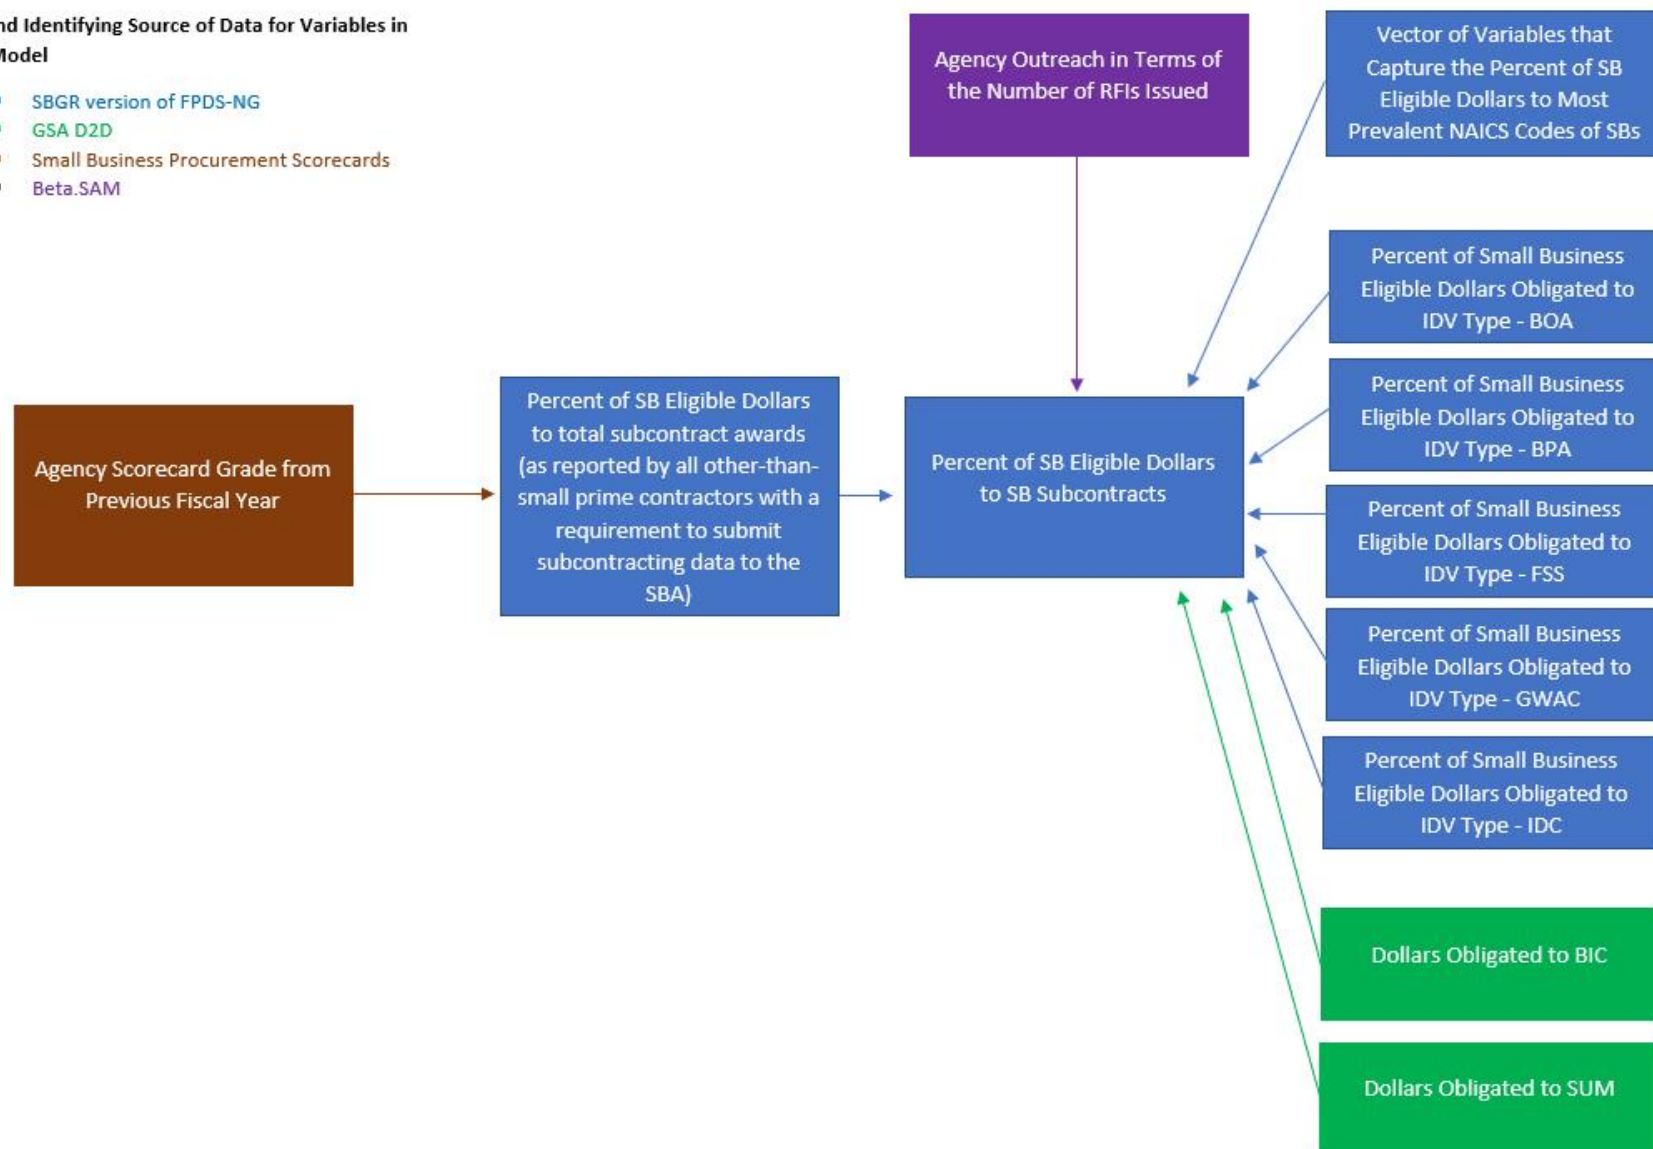 nd Identifying Source of Data for Variables in
Model
SBGR version of FPDS-NG
GSA D2D
Small Business Procurement Scorecards
Beta.SAM
Agency Outreach in Terms of
the Number of RFIs Issued
Vector of Variables that
Capture the Percent of SB
Eligible Dollars to Most
Prevalent NAICS Codes of SBs
Percent of Small Business
Eligible Dollars Obligated to
IDV Type - BOA
Percent of Small Business
Eligible Dollars Obligated to
IDV Type - BPA
Percent of Small Business
Eligible Dollars Obligated to
IDV Type - FSS
Percent of Small Business
Eligible Dollars Obligated to
IDV Type - GWAC
Percent of Small Business
Eligible Dollars Obligated to
IDV Type - IDC
Agency Scorecard Grade from
Previous Fiscal Year
Percent of SB Eligible Dollars
to total subcontract awards
(as reported by all other-than-
small prime contractors with a
requirement to submit
subcontracting data to the
SBA)
Percent of SB Eligible Dollars
to SB Subcontracts
Dollars Obligated to BIC
Dollars Obligated to SUM